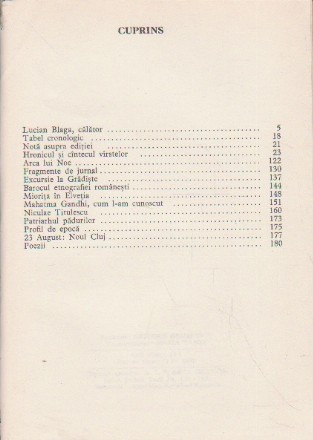 CUPRINS
Lucian Blaga, călător 5
Tabel cronologic 18
Notă asupra ediției 21
Hronicul și cîntecul vîrstelor 23
Arca lui Noe 122
Fragmente de jurnal 130
Excursie la Grădiște 137
Barocul etnografiei românești 144
Miorița în Elveția 148
Mahatma Gandhi, cum l-am cunoscut 151
Nicolae Titulescu 160
Patriarhul pădurilor 173
Profil de epocă 175
23 August: Noul Cluj 177
Poezii 180